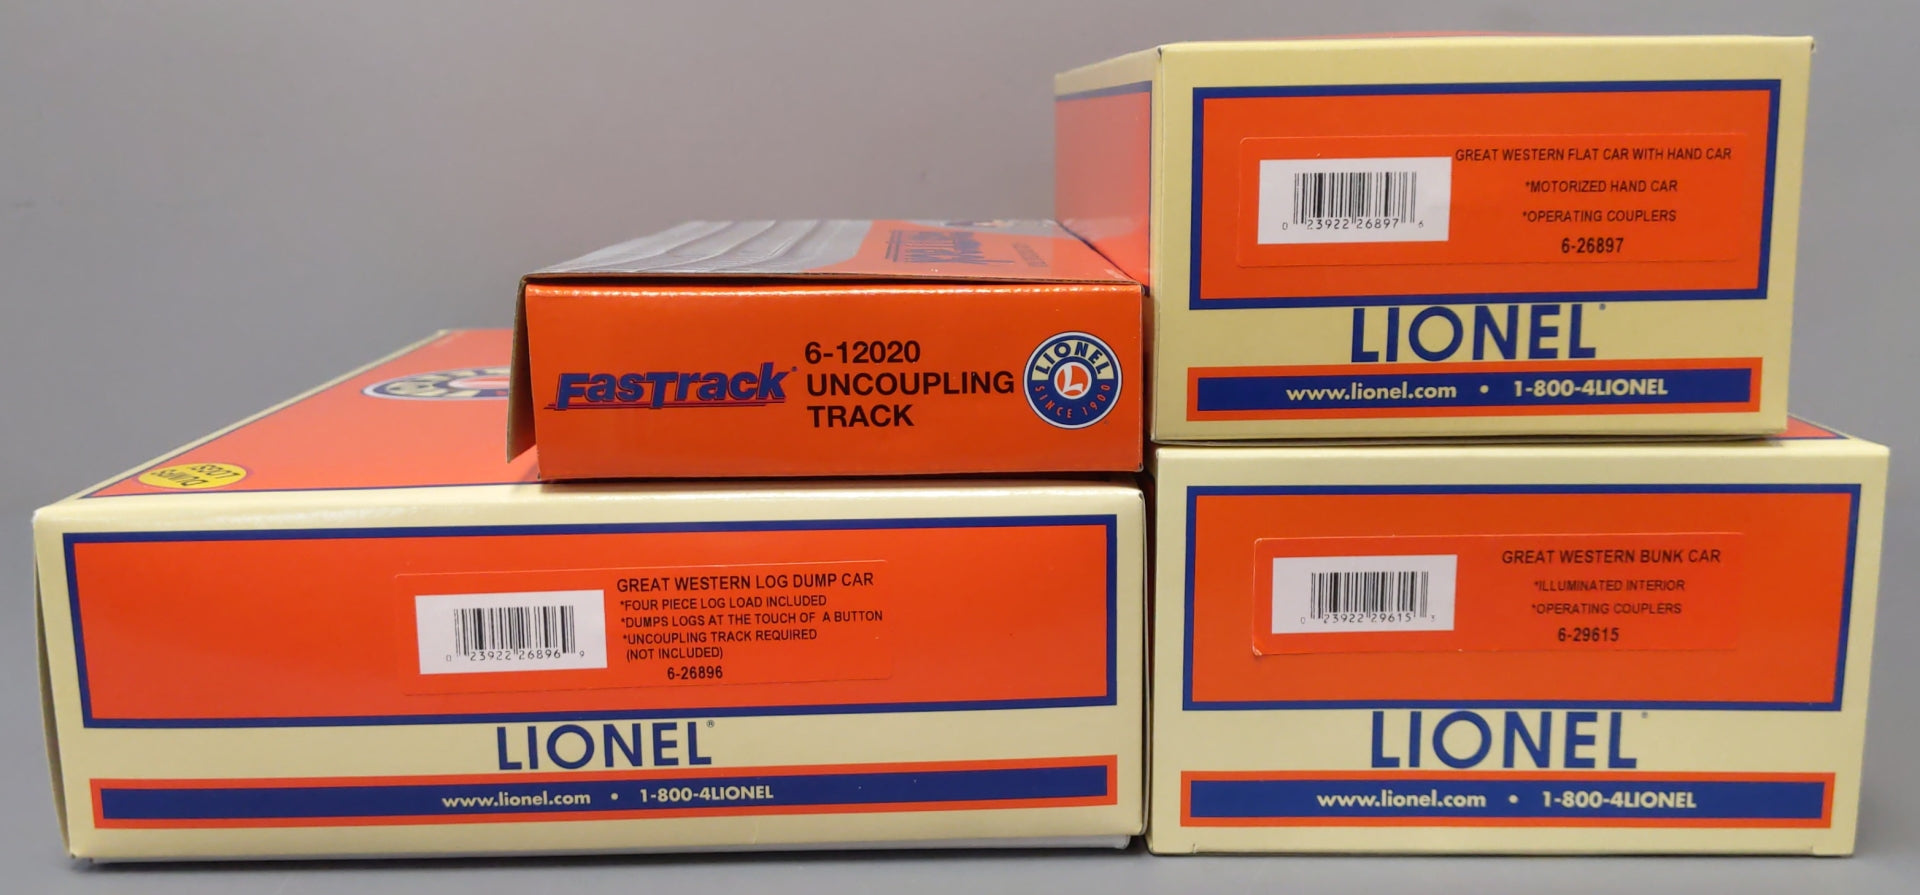 GREAT WESTERN FLAT CAR WITH HAND CAR
*MOTORIZED HAND CAR
*OPERATING COUPLERS
6-26897
0 23922 26897 6
LIONEL®
www.lionel.com • 1-800-4LIONEL
FASTRACK®
6-12020
UNCOUPLING
TRACK
LIONEL
L
SINCE 1900
DUMPS
LOGS!
GREAT WESTERN LOG DUMP CAR
*FOUR PIECE LOG LOAD INCLUDED
*DUMPS LOGS AT THE TOUCH OF A BUTTON
*UNCOUPLING TRACK REQUIRED
(NOT INCLUDED)
6-26896
0 23922 26896 9
LIONEL®
www.lionel.com • 1-800-4LIONEL
GREAT WESTERN BUNK CAR
*ILLUMINATED INTERIOR
*OPERATING COUPLERS
6-29615
0 23922 29615 3
LIONEL®
www.lionel.com • 1-800-4LIONEL